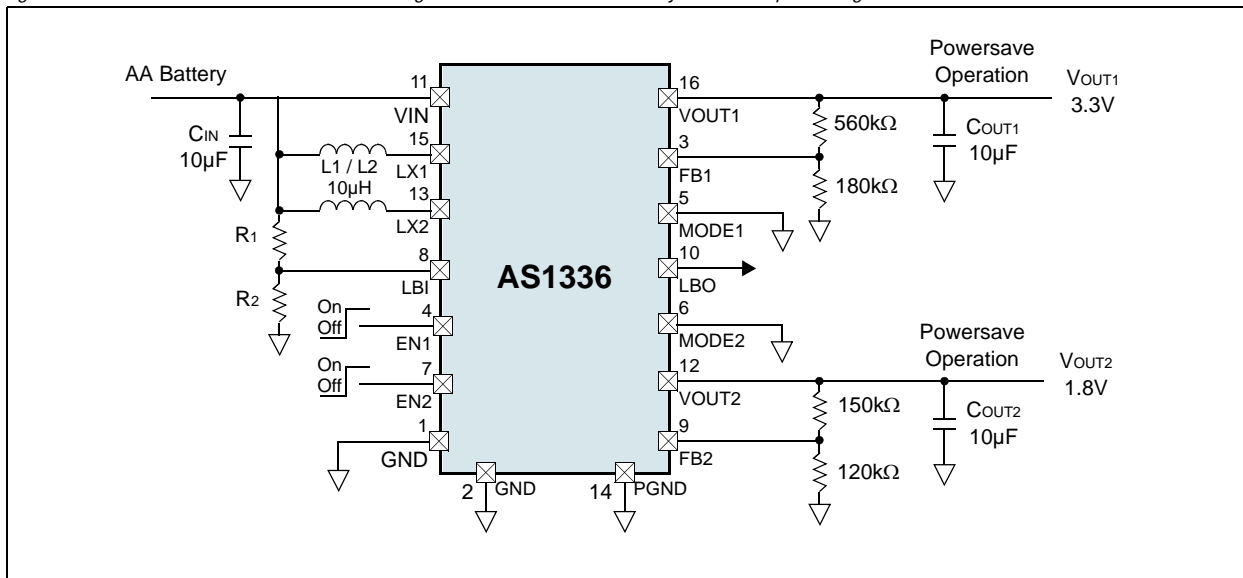 AA Battery
11
VIN
CIN
10µF
15
LX1
L1 / L2
10µH
13
LX2
R1
8
LBI
R2
On
Off
4
EN1
On
Off
7
EN2
1
GND
2
GND
14
PGND
AS1336
16
VOUT1
Powersave
Operation
VOUT1
3.3V
560kΩ
COUT1
10µF
3
FB1
180kΩ
5
MODE1
10
LBO
6
MODE2
12
VOUT2
Powersave
Operation
VOUT2
1.8V
150kΩ
COUT2
10µF
9
FB2
120kΩ